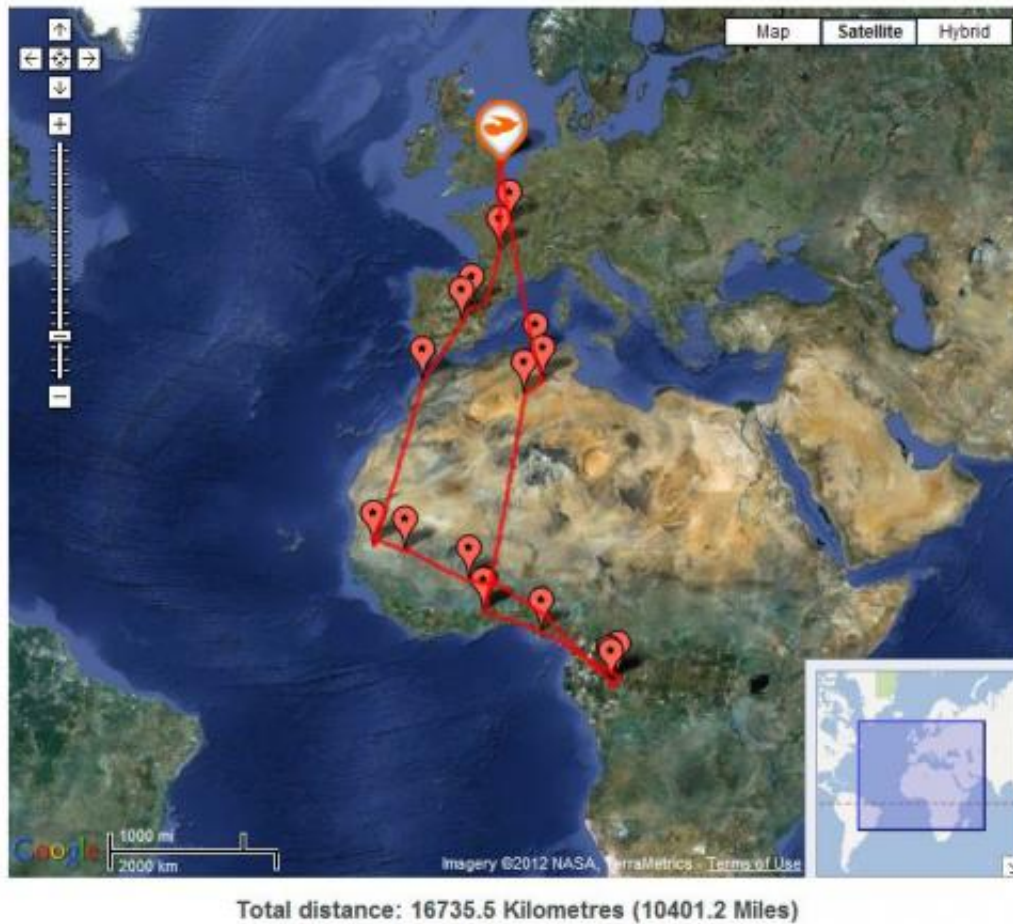 Map Satellite Hybrid
Google
1000 mi
2000 km
Imagery ©2012 NASA, TerraMetrics - Terms of Use
Total distance: 16735.5 Kilometres (10401.2 Miles)